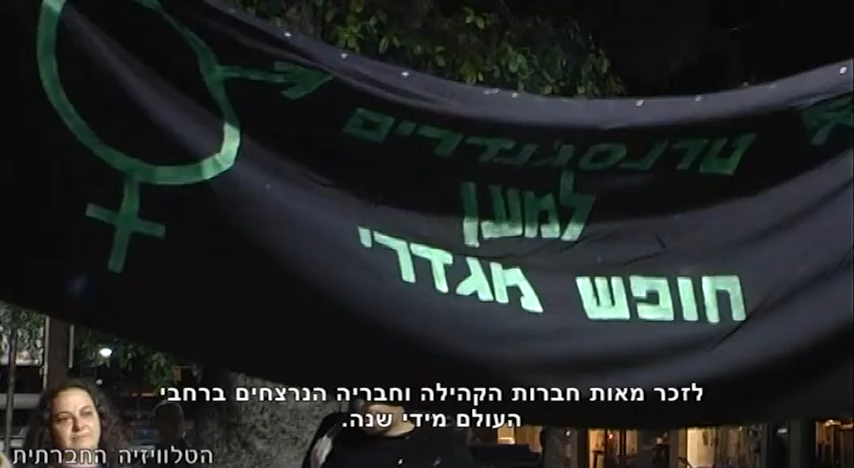 טרנסג'נדרים
למען
חופש מגדרי
לזכר מאות חברות הקהילה וחבריה הנרצחים ברחבי
העולם מידי שנה.
הטלוויזיה החברתית